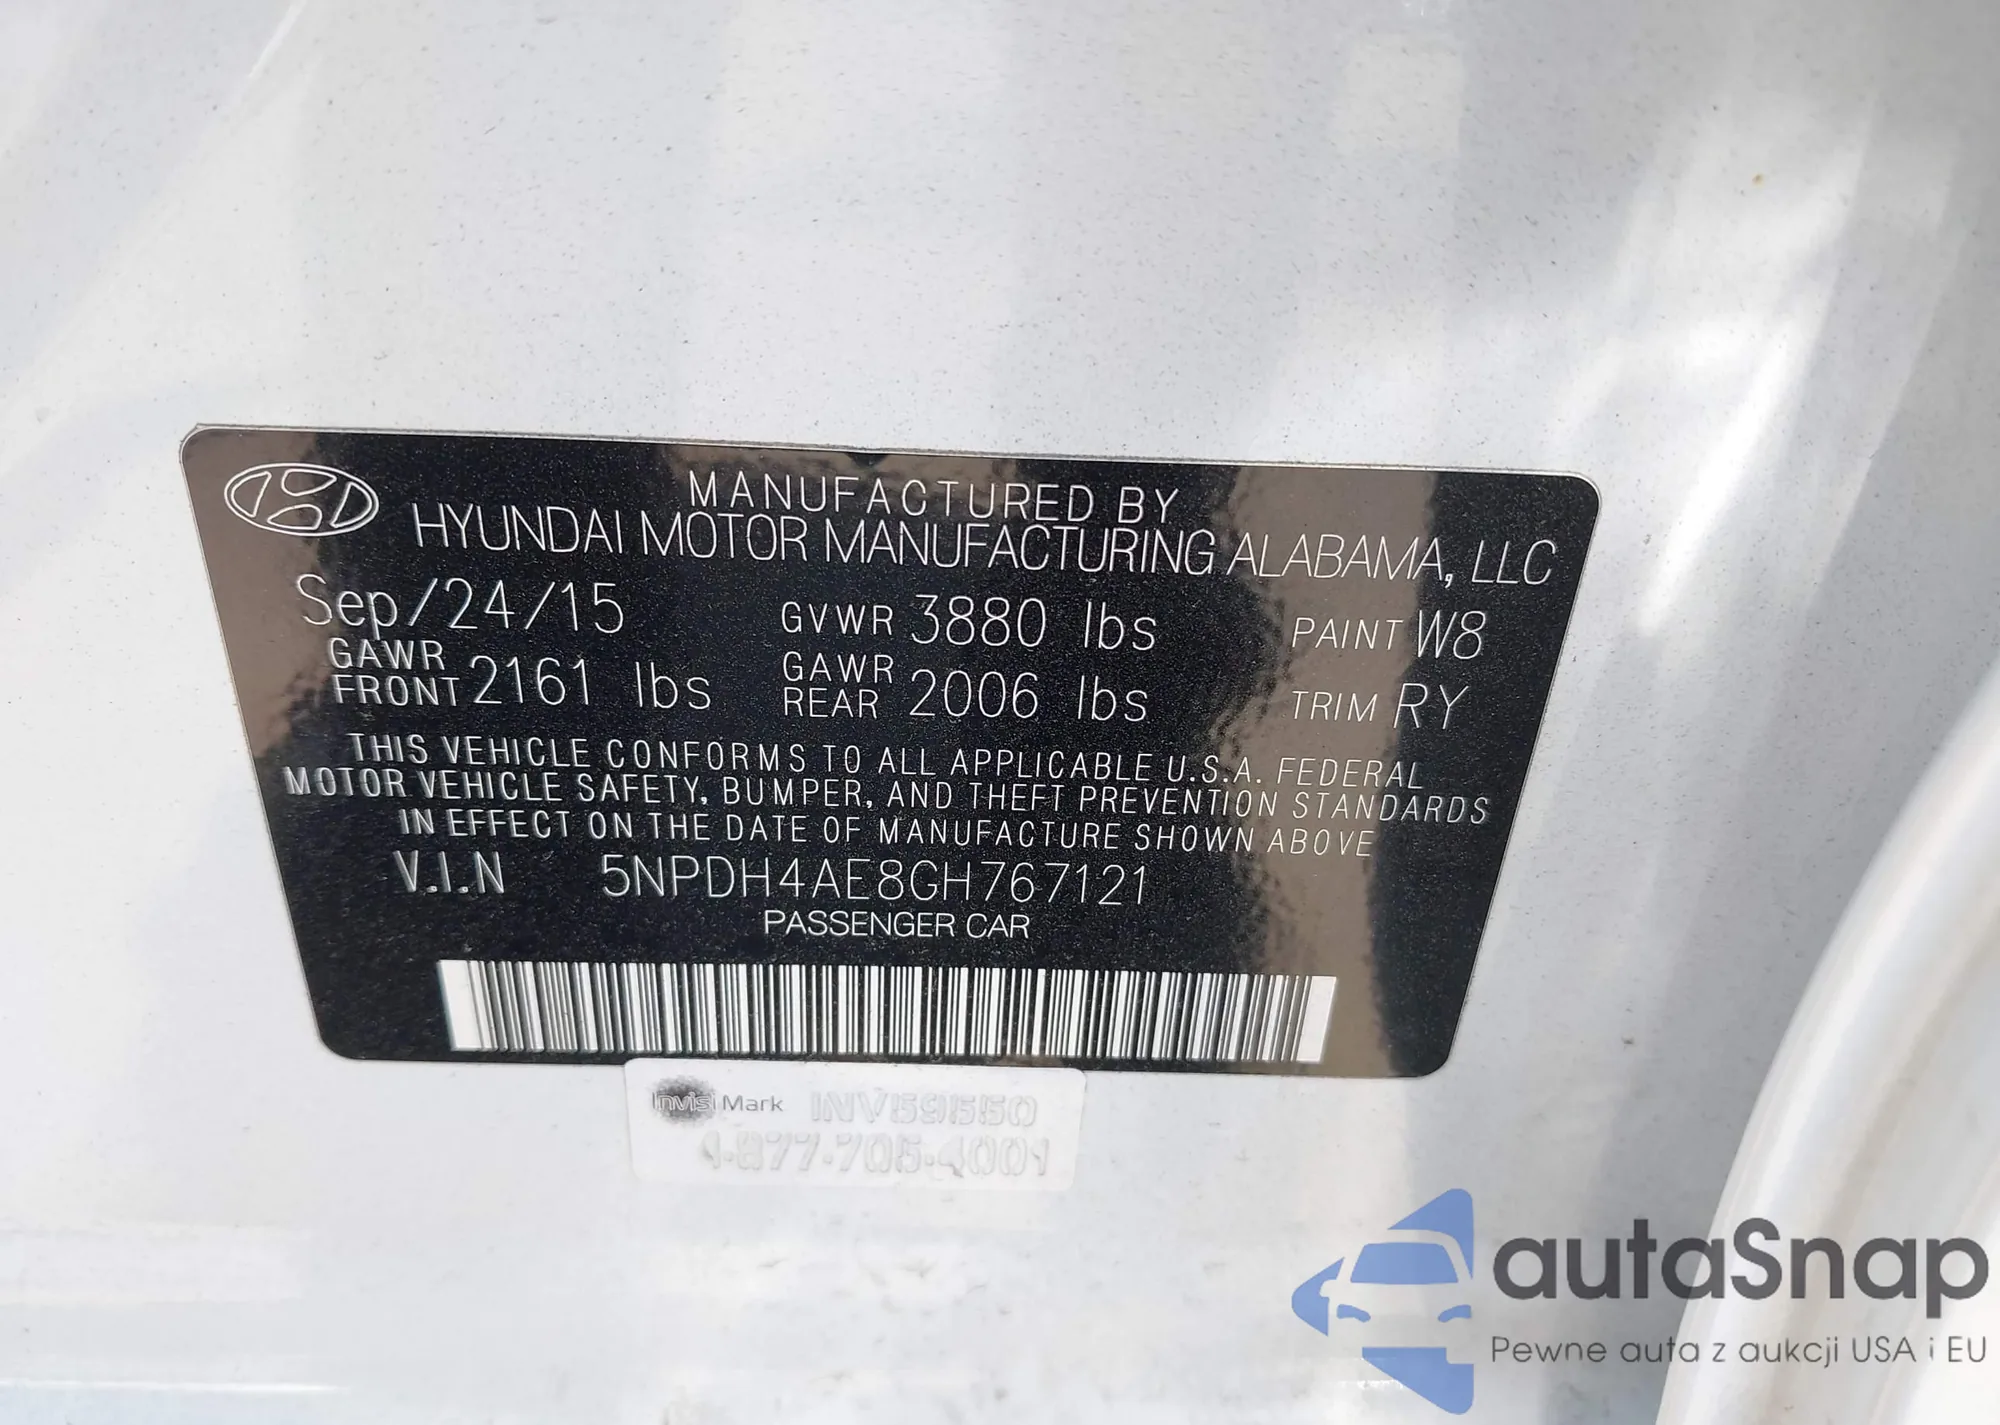 MANUFACTURED BY
HYUNDAI MOTOR MANUFACTURING ALABAMA, LLC
Sep/24/15 GVWR 3880 lbs PAINT W8
GAWR FRONT 2161 lbs GAWR REAR 2006 lbs TRIM RY
THIS VEHICLE CONFORMS TO ALL APPLICABLE U.S.A. FEDERAL
MOTOR VEHICLE SAFETY, BUMPER, AND THEFT PREVENTION STANDARDS
IN EFFECT ON THE DATE OF MANUFACTURE SHOWN ABOVE
V.I.N 5NPDH4AE8GH767121
PASSENGER CAR
InvisiMark INV59550
1-877-705-4001
autaSnap
Pewne auta z aukcji USA i EU